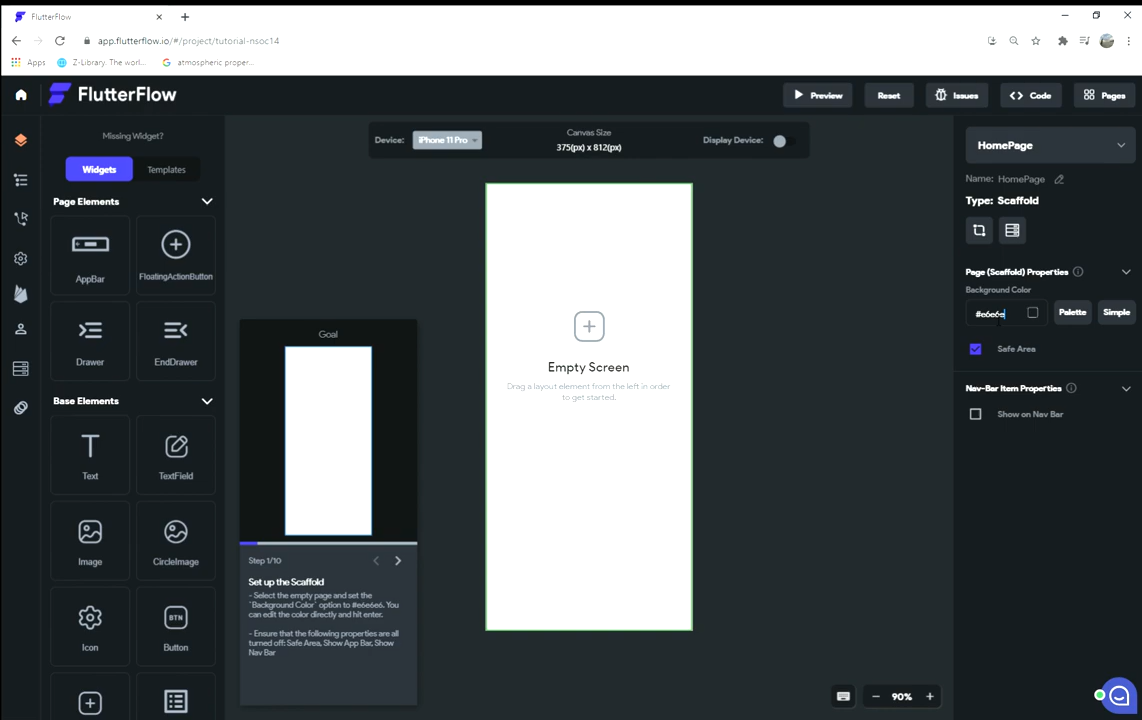 FlutterFlow
app.flutterflow.io/#/project/tutorial-nsoc14
Apps
Z-Library. The worl...
atmospheric proper...
FlutterFlow
Preview
Reset
Issues
Code
Pages
Missing Widget?
Widgets
Templates
Page Elements
AppBar
FloatingActionButton
Drawer
EndDrawer
Base Elements
Text
TextField
Image
CircleImage
Icon
BTN
Button
Device:
iPhone 11 Pro
Canvas Size
375(px) x 812(px)
Display Device:
Goal
Step 1/10
Set up the Scaffold
- Select the empty page and set the
`Background Color` option to #e6e6e6. You
can edit the color directly and hit enter.
- Ensure that the following properties are all
turned off: Safe Area, Show App Bar, Show
Nav Bar
Empty Screen
Drag a layout element from the left in order
to get started.
90%
HomePage
Name: HomePage
Type: Scaffold
Page (Scaffold) Properties
Background Color
Palette
Simple
Safe Area
Nav-Bar Item Properties
Show on Nav Bar